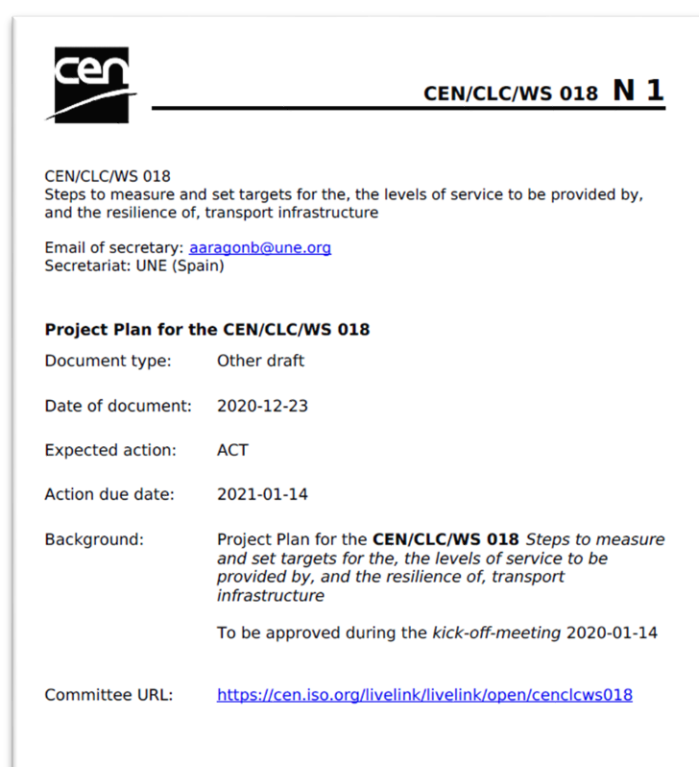 cen
CEN/CLC/WS 018 N 1
CEN/CLC/WS 018
Steps to measure and set targets for the, the levels of service to be provided by,
and the resilience of, transport infrastructure
Email of secretary: aaragonb@une.org
Secretariat: UNE (Spain)
Project Plan for the CEN/CLC/WS 018
Document type: Other draft
Date of document: 2020-12-23
Expected action: ACT
Action due date: 2021-01-14
Background: Project Plan for the CEN/CLC/WS 018 Steps to measure
and set targets for the, the levels of service to be
provided by, and the resilience of, transport
infrastructure
To be approved during the kick-off-meeting 2020-01-14
Committee URL: https://cen.iso.org/livelink/livelink/open/cenclcws018